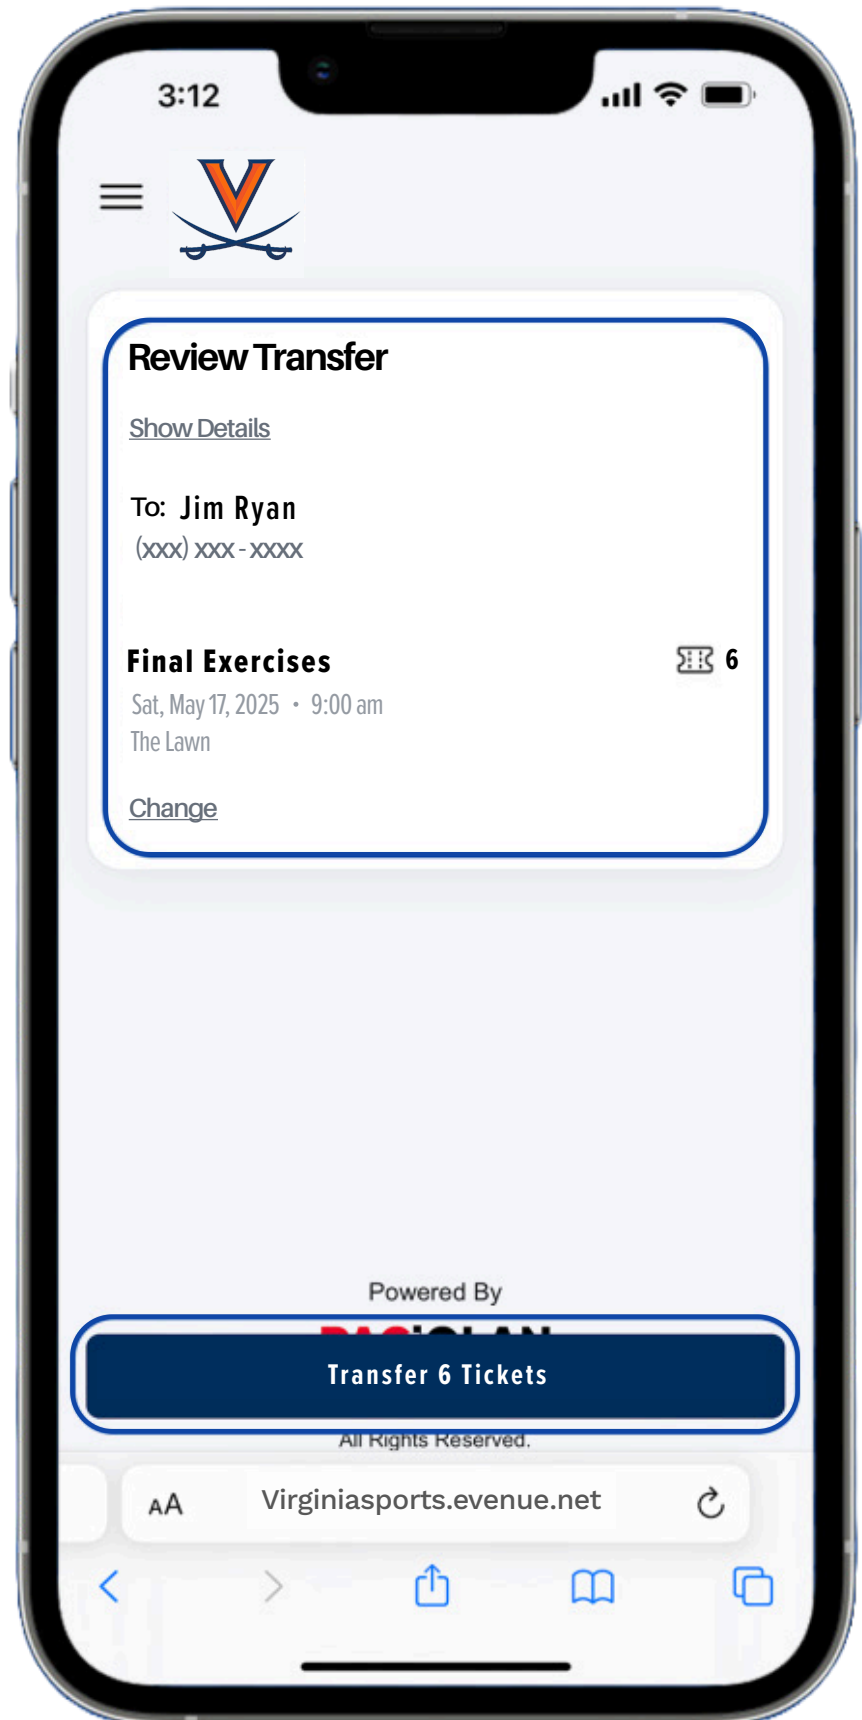 3:12
V
Review Transfer
Show Details
To: Jim Ryan
(xxx) xxx - xxxx
Final Exercises
6
Sat, May 17, 2025 • 9:00 am
The Lawn
Change
Powered By
PACIOLAN
Transfer 6 Tickets
All Rights Reserved.
AA
Virginiasports.evenue.net